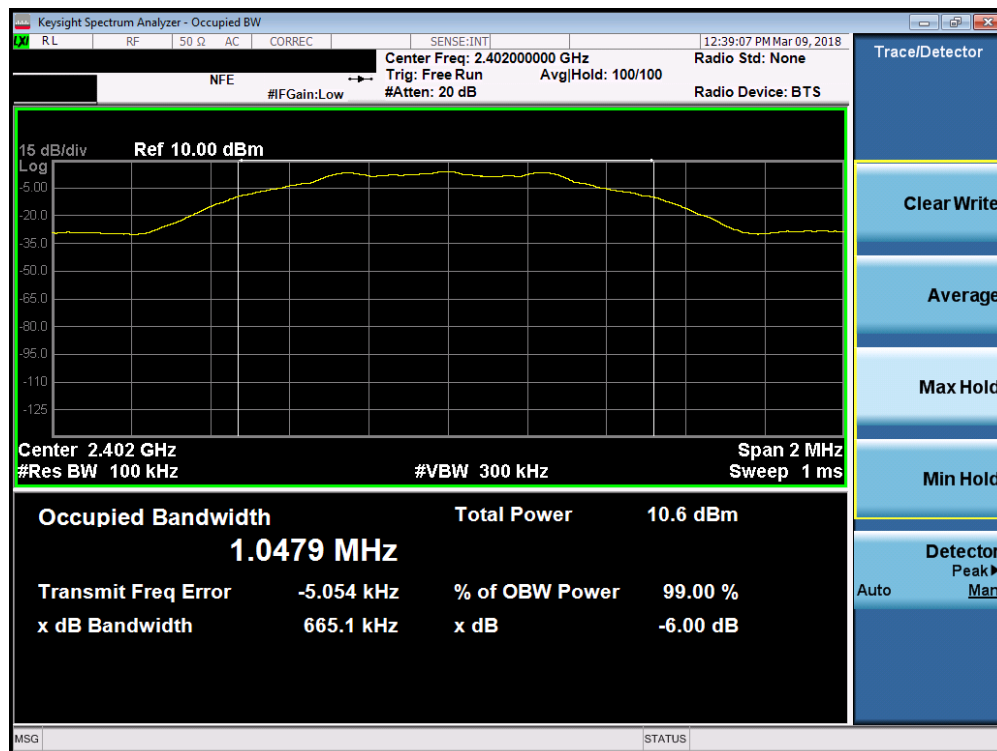 Keysight Spectrum Analyzer - Occupied BW
LXI RL RF 50 Ω AC CORREC SENSE:INT 12:39:07 PM Mar 09, 2018
Center Freq: 2.402000000 GHz Radio Std: None
NFE Trig: Free Run Avg|Hold: 100/100
#IFGain:Low #Atten: 20 dB Radio Device: BTS
15 dB/div Ref 10.00 dBm
Log
-5.00
-20.0
-35.0
-50.0
-65.0
-80.0
-95.0
-110
-125
Center 2.402 GHz Span 2 MHz
#Res BW 100 kHz #VBW 300 kHz Sweep 1 ms
Occupied Bandwidth Total Power 10.6 dBm
1.0479 MHz
Transmit Freq Error -5.054 kHz % of OBW Power 99.00 %
x dB Bandwidth 665.1 kHz x dB -6.00 dB
MSG STATUS
Trace/Detector
Clear Write
Average
Max Hold
Min Hold
Detector
Peak▶
Auto Man